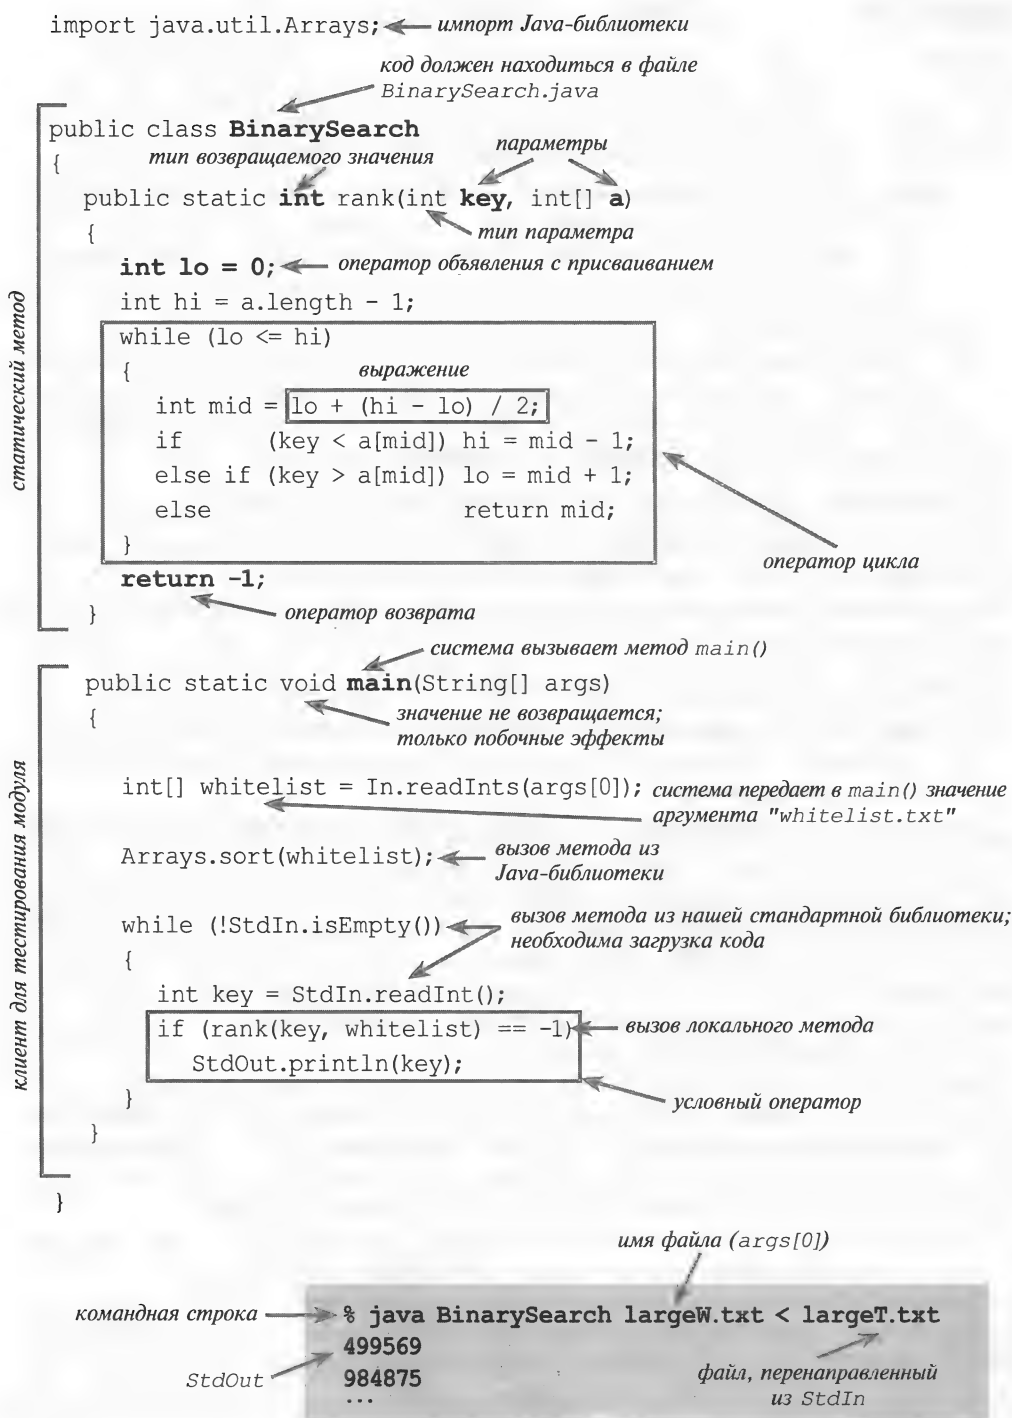 import java.util.Arrays; импорт Java-библиотеки
код должен находиться в файле
BinarySearch.java
public class BinarySearch
{
тип возвращаемого значения
параметры
public static int rank(int key, int[] a)
{
тип параметра
int lo = 0; оператор объявления с присваиванием
int hi = a.length - 1;
while (lo <= hi)
{
выражение
int mid = lo + (hi - lo) / 2;
if (key < a[mid]) hi = mid - 1;
else if (key > a[mid]) lo = mid + 1;
else return mid;
}
оператор цикла
return -1;
оператор возврата
}
статический метод
система вызывает метод main()
public static void main(String[] args)
{
значение не возвращается;
только побочные эффекты
int[] whitelist = In.readInts(args[0]); система передает в main() значение
аргумента "whitelist.txt"
Arrays.sort(whitelist); вызов метода из
Java-библиотеки
while (!StdIn.isEmpty()) вызов метода из нашей стандартной библиотеки;
необходима загрузка кода
{
int key = StdIn.readInt();
if (rank(key, whitelist) == -1) вызов локального метода
StdOut.println(key);
}
условный оператор
}
клиент для тестирования модуля
}
имя файла (args[0])
командная строка % java BinarySearch largeW.txt < largeT.txt
499569
StdOut 984875
...
файл, перенаправленный
из StdIn